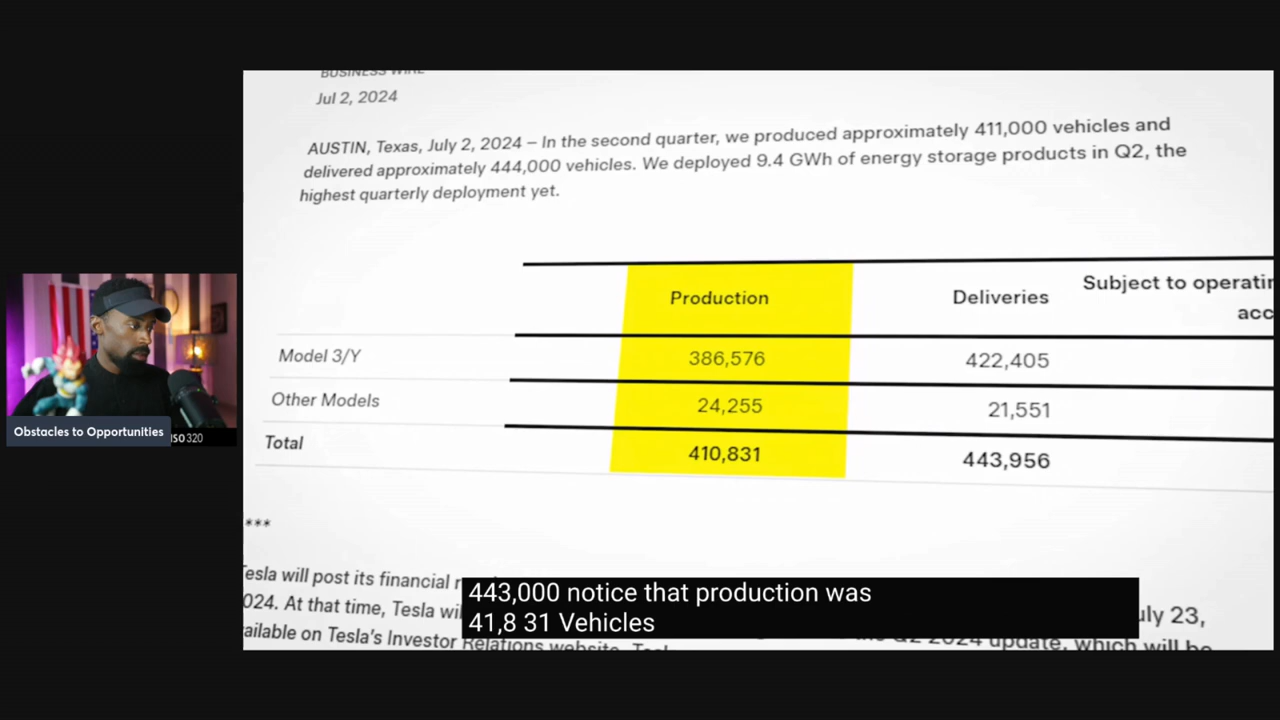 BUSINESS WIRE
Jul 2, 2024
AUSTIN, Texas, July 2, 2024 – In the second quarter, we produced approximately 411,000 vehicles and
delivered approximately 444,000 vehicles. We deployed 9.4 GWh of energy storage products in Q2, the
highest quarterly deployment yet.
Production Deliveries Subject to operatin
acc
Model 3/Y 386,576 422,405
Other Models 24,255 21,551
Total 410,831 443,956
***
Tesla will post its financial r
024. At that time, Tesla wil uly 23,
ailable on Tesla's Investor Relations website. Q2 2024 update, which will be
443,000 notice that production was
41,8 31 Vehicles
Obstacles to Opportunities
ISO 320